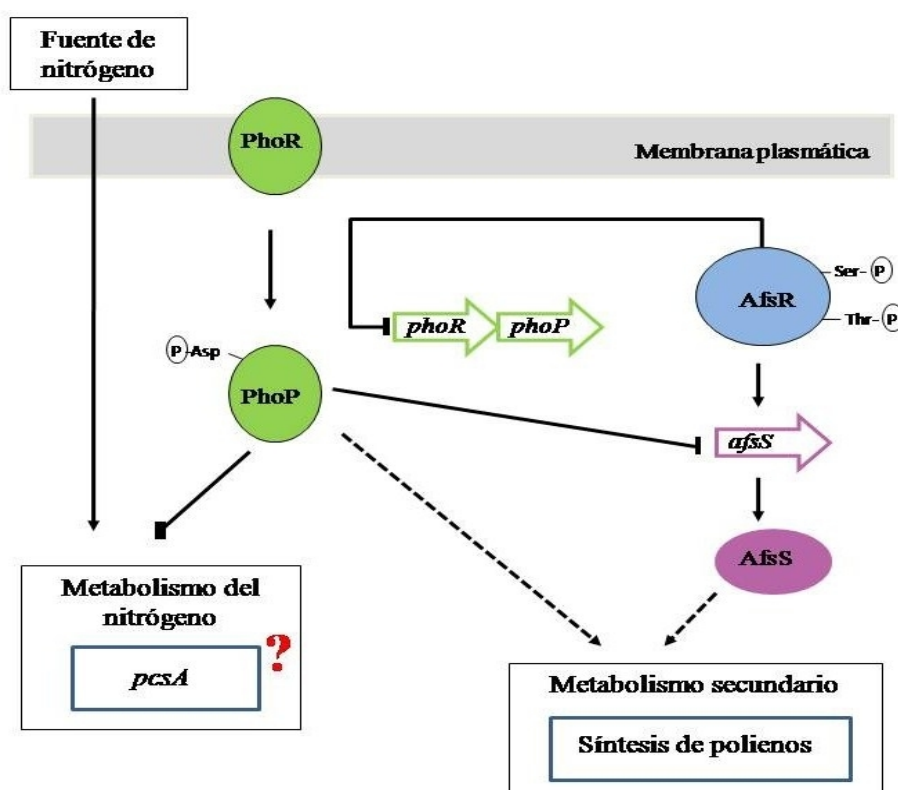 Fuente de
nitrógeno
PhoR
Membrana plasmática
AfsR
Ser-P
Thr-P
phoR
phoP
P-Asp
PhoP
afsS
AfsS
Metabolismo del
nitrógeno
?
pcsA
Metabolismo secundario
Síntesis de polienos